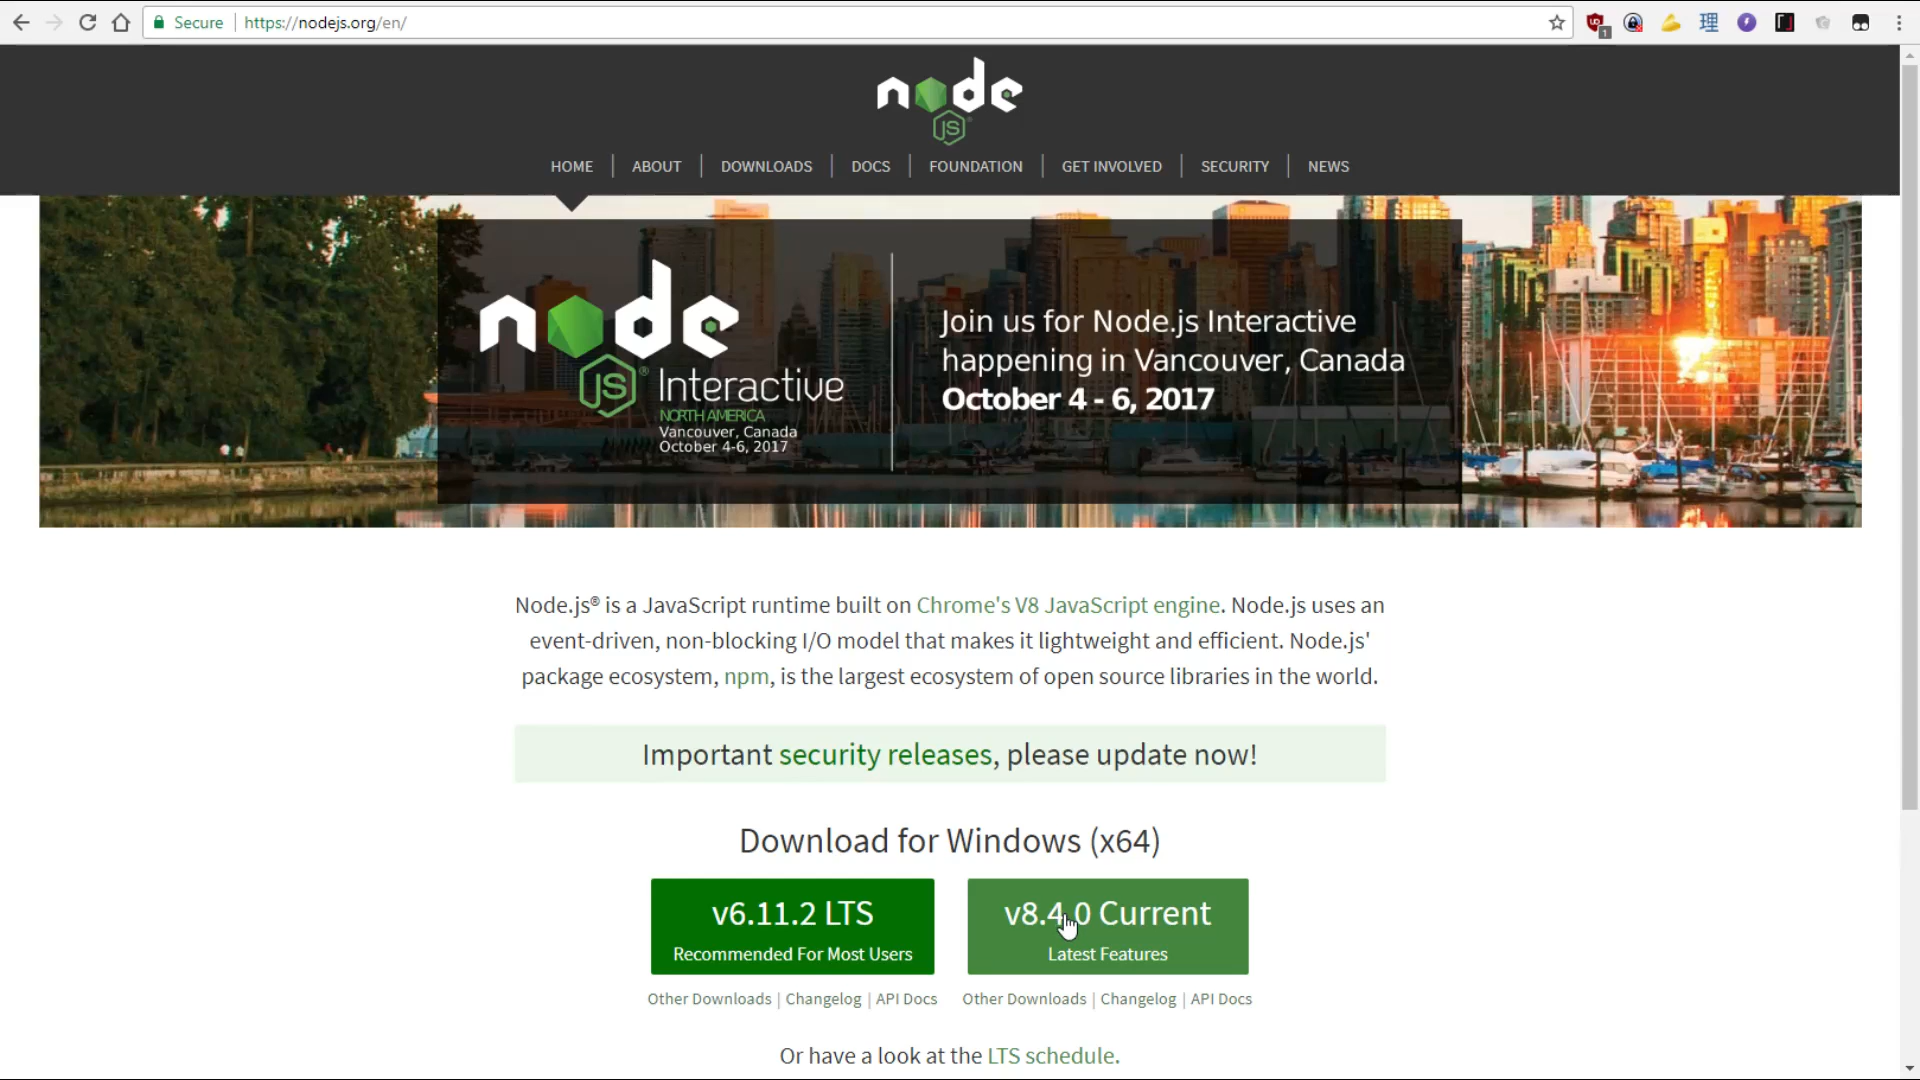 Secure
https://nodejs.org/en/
1
理
node
JS
HOME
ABOUT
DOWNLOADS
DOCS
FOUNDATION
GET INVOLVED
SECURITY
NEWS
node
JS
Interactive
NORTH AMERICA
Vancouver, Canada
October 4-6, 2017
Join us for Node.js Interactive
happening in Vancouver, Canada
October 4 - 6, 2017
Node.js® is a JavaScript runtime built on Chrome's V8 JavaScript engine. Node.js uses an
event-driven, non-blocking I/O model that makes it lightweight and efficient. Node.js'
package ecosystem, npm, is the largest ecosystem of open source libraries in the world.
Important security releases, please update now!
Download for Windows (x64)
v6.11.2 LTS
Recommended For Most Users
v8.4.0 Current
Latest Features
Other Downloads | Changelog | API Docs
Other Downloads | Changelog | API Docs
Or have a look at the LTS schedule.